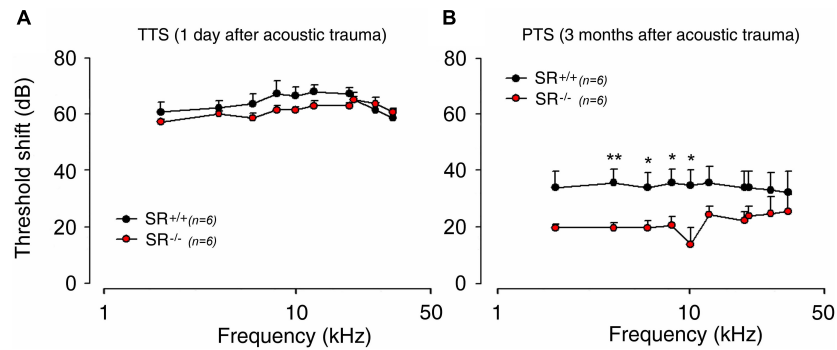 A
TTS (1 day after acoustic trauma)
80
60
40
20
0
Threshold shift (dB)
SR+/+ (n=6)
SR-/- (n=6)
1
10
50
Frequency (kHz)
B
PTS (3 months after acoustic trauma)
80
60
40
20
0
SR+/+ (n=6)
SR-/- (n=6)
** * * *
1
10
50
Frequency (kHz)